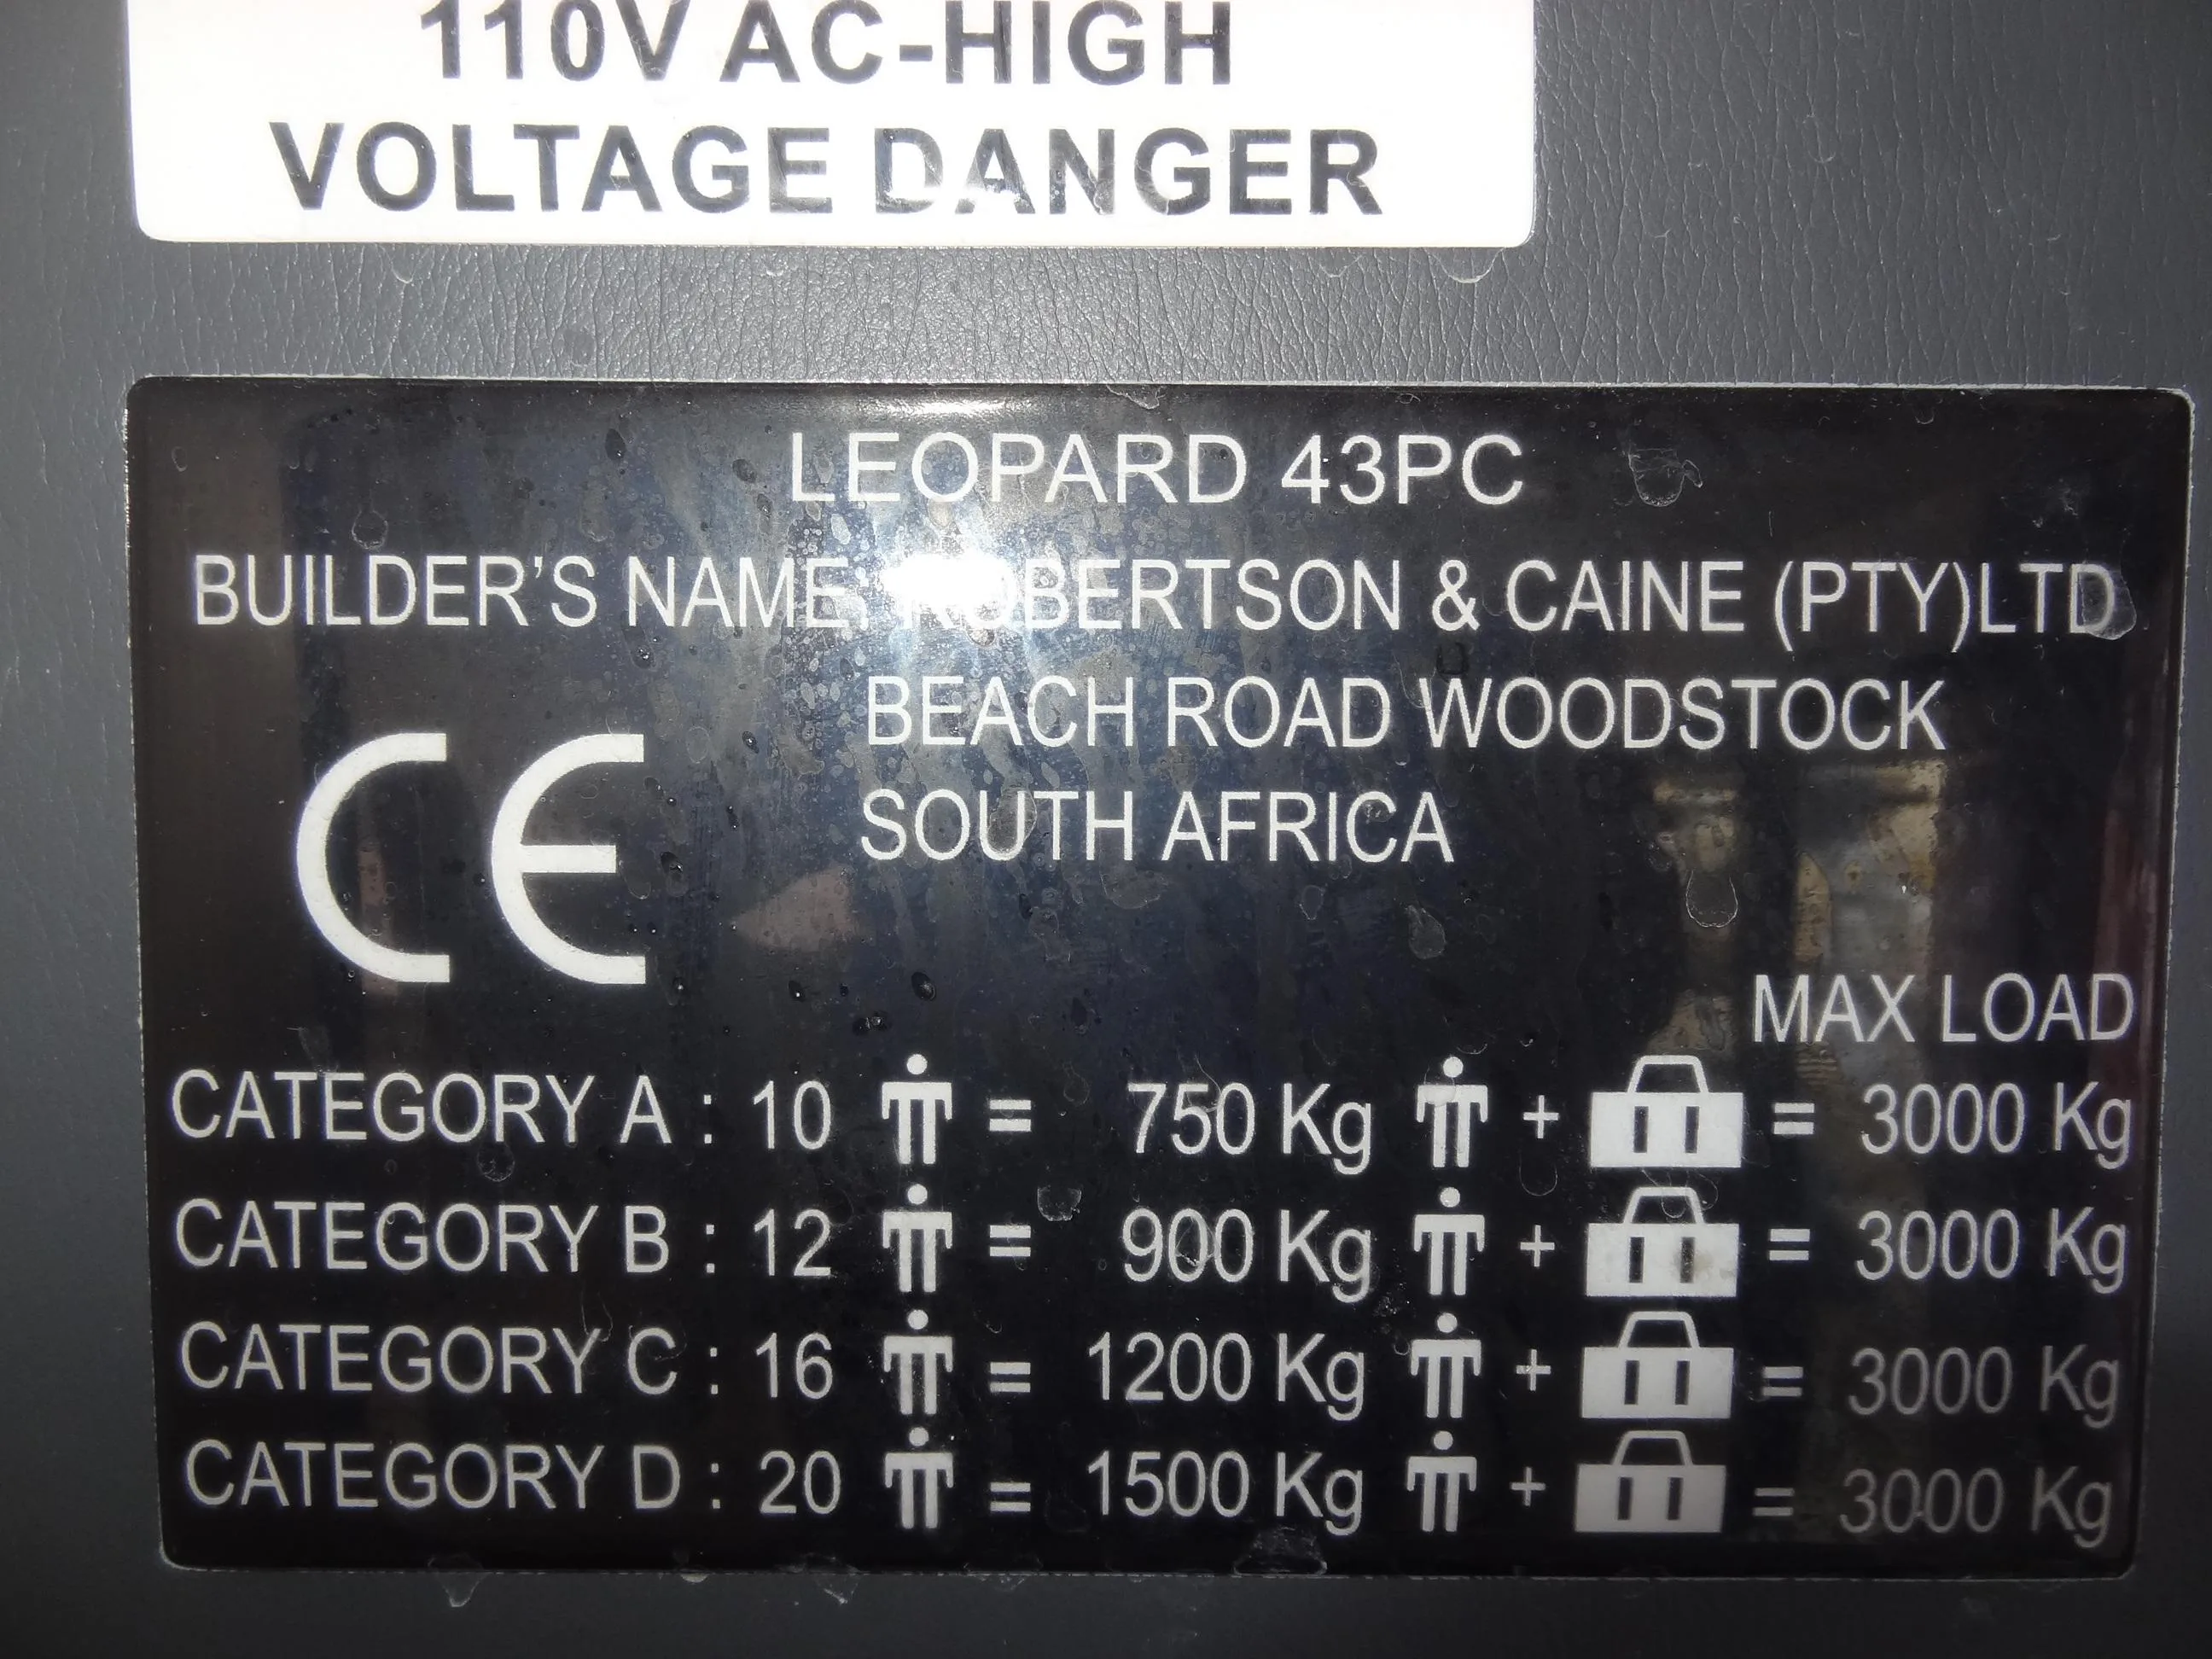 110V AC-HIGH
VOLTAGE DANGER
LEOPARD 43PC
BUILDER'S NAME: ROBERTSON & CAINE (PTY)LTD
BEACH ROAD WOODSTOCK
SOUTH AFRICA
CE
MAX LOAD
CATEGORY A : 10 = 750 Kg + = 3000 Kg
CATEGORY B : 12 = 900 Kg + = 3000 Kg
CATEGORY C : 16 = 1200 Kg + = 3000 Kg
CATEGORY D : 20 = 1500 Kg + = 3000 Kg